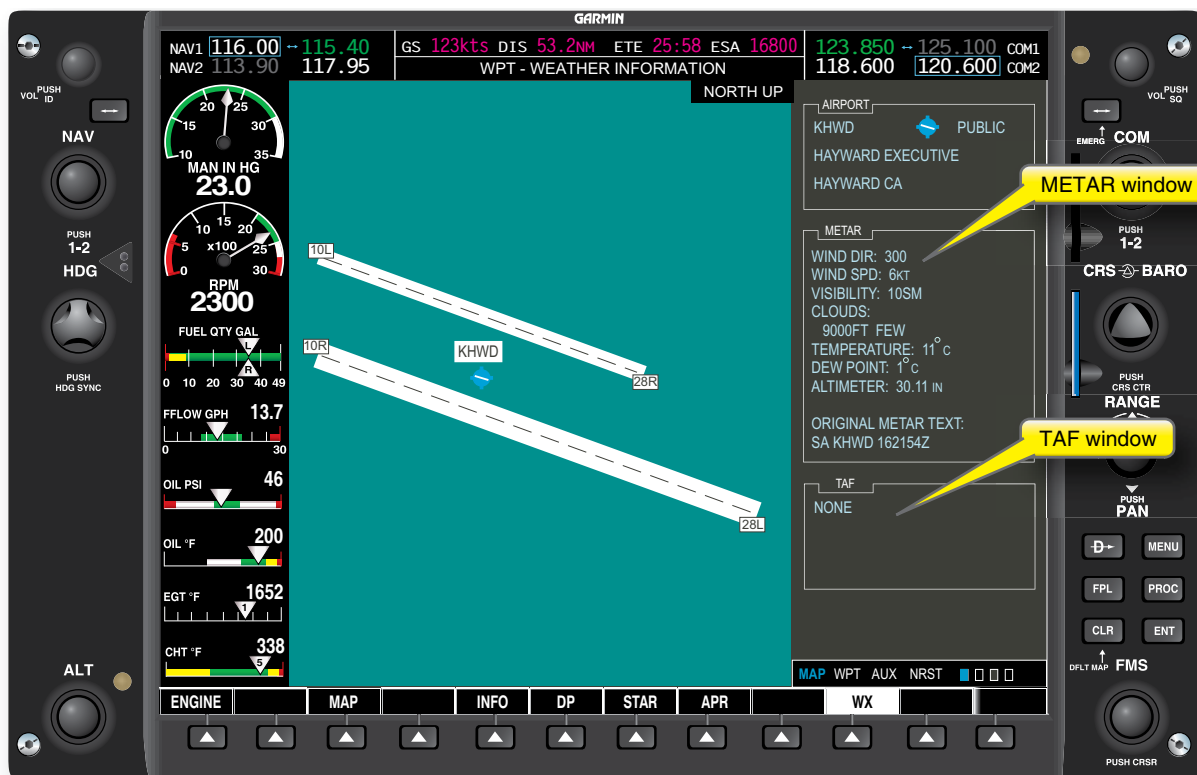 GARMIN
NAV1 116.00 ↔ 115.40
NAV2 113.90 117.95
GS 123kts DIS 53.2NM ETE 25:58 ESA 16800
WPT - WEATHER INFORMATION
123.850 ↔ 125.100 COM1
118.600 120.600 COM2
NORTH UP
VOL PUSH ID
NAV
PUSH
1-2
HDG
PUSH
HDG SYNC
ALT
10 15 20 25 30 35
MAN IN HG
23.0
0 5 10 15 20 25 30
x100
RPM
2300
FUEL QTY GAL
L
R
0 10 20 30 40 49
FFLOW GPH 13.7
0 30
OIL PSI 46
OIL °F 200
EGT °F 1652
1
CHT °F 338
5
10L
28R
10R
28L
KHWD
AIRPORT
KHWD PUBLIC
HAYWARD EXECUTIVE
HAYWARD CA
METAR
WIND DIR: 300
WIND SPD: 6KT
VISIBILITY: 10SM
CLOUDS:
9000FT FEW
TEMPERATURE: 11°C
DEW POINT: 1°C
ALTIMETER: 30.11 IN
ORIGINAL METAR TEXT:
SA KHWD 162154Z
TAF
NONE
METAR window
TAF window
MAP WPT AUX NRST
ENGINE MAP INFO DP STAR APR WX
VOL PUSH SQ
EMERG COM
PUSH
1-2
CRS BARO
PUSH
CRS CTR
RANGE
PUSH
PAN
D MENU
FPL PROC
CLR ENT
DFLT MAP FMS
PUSH CRSR